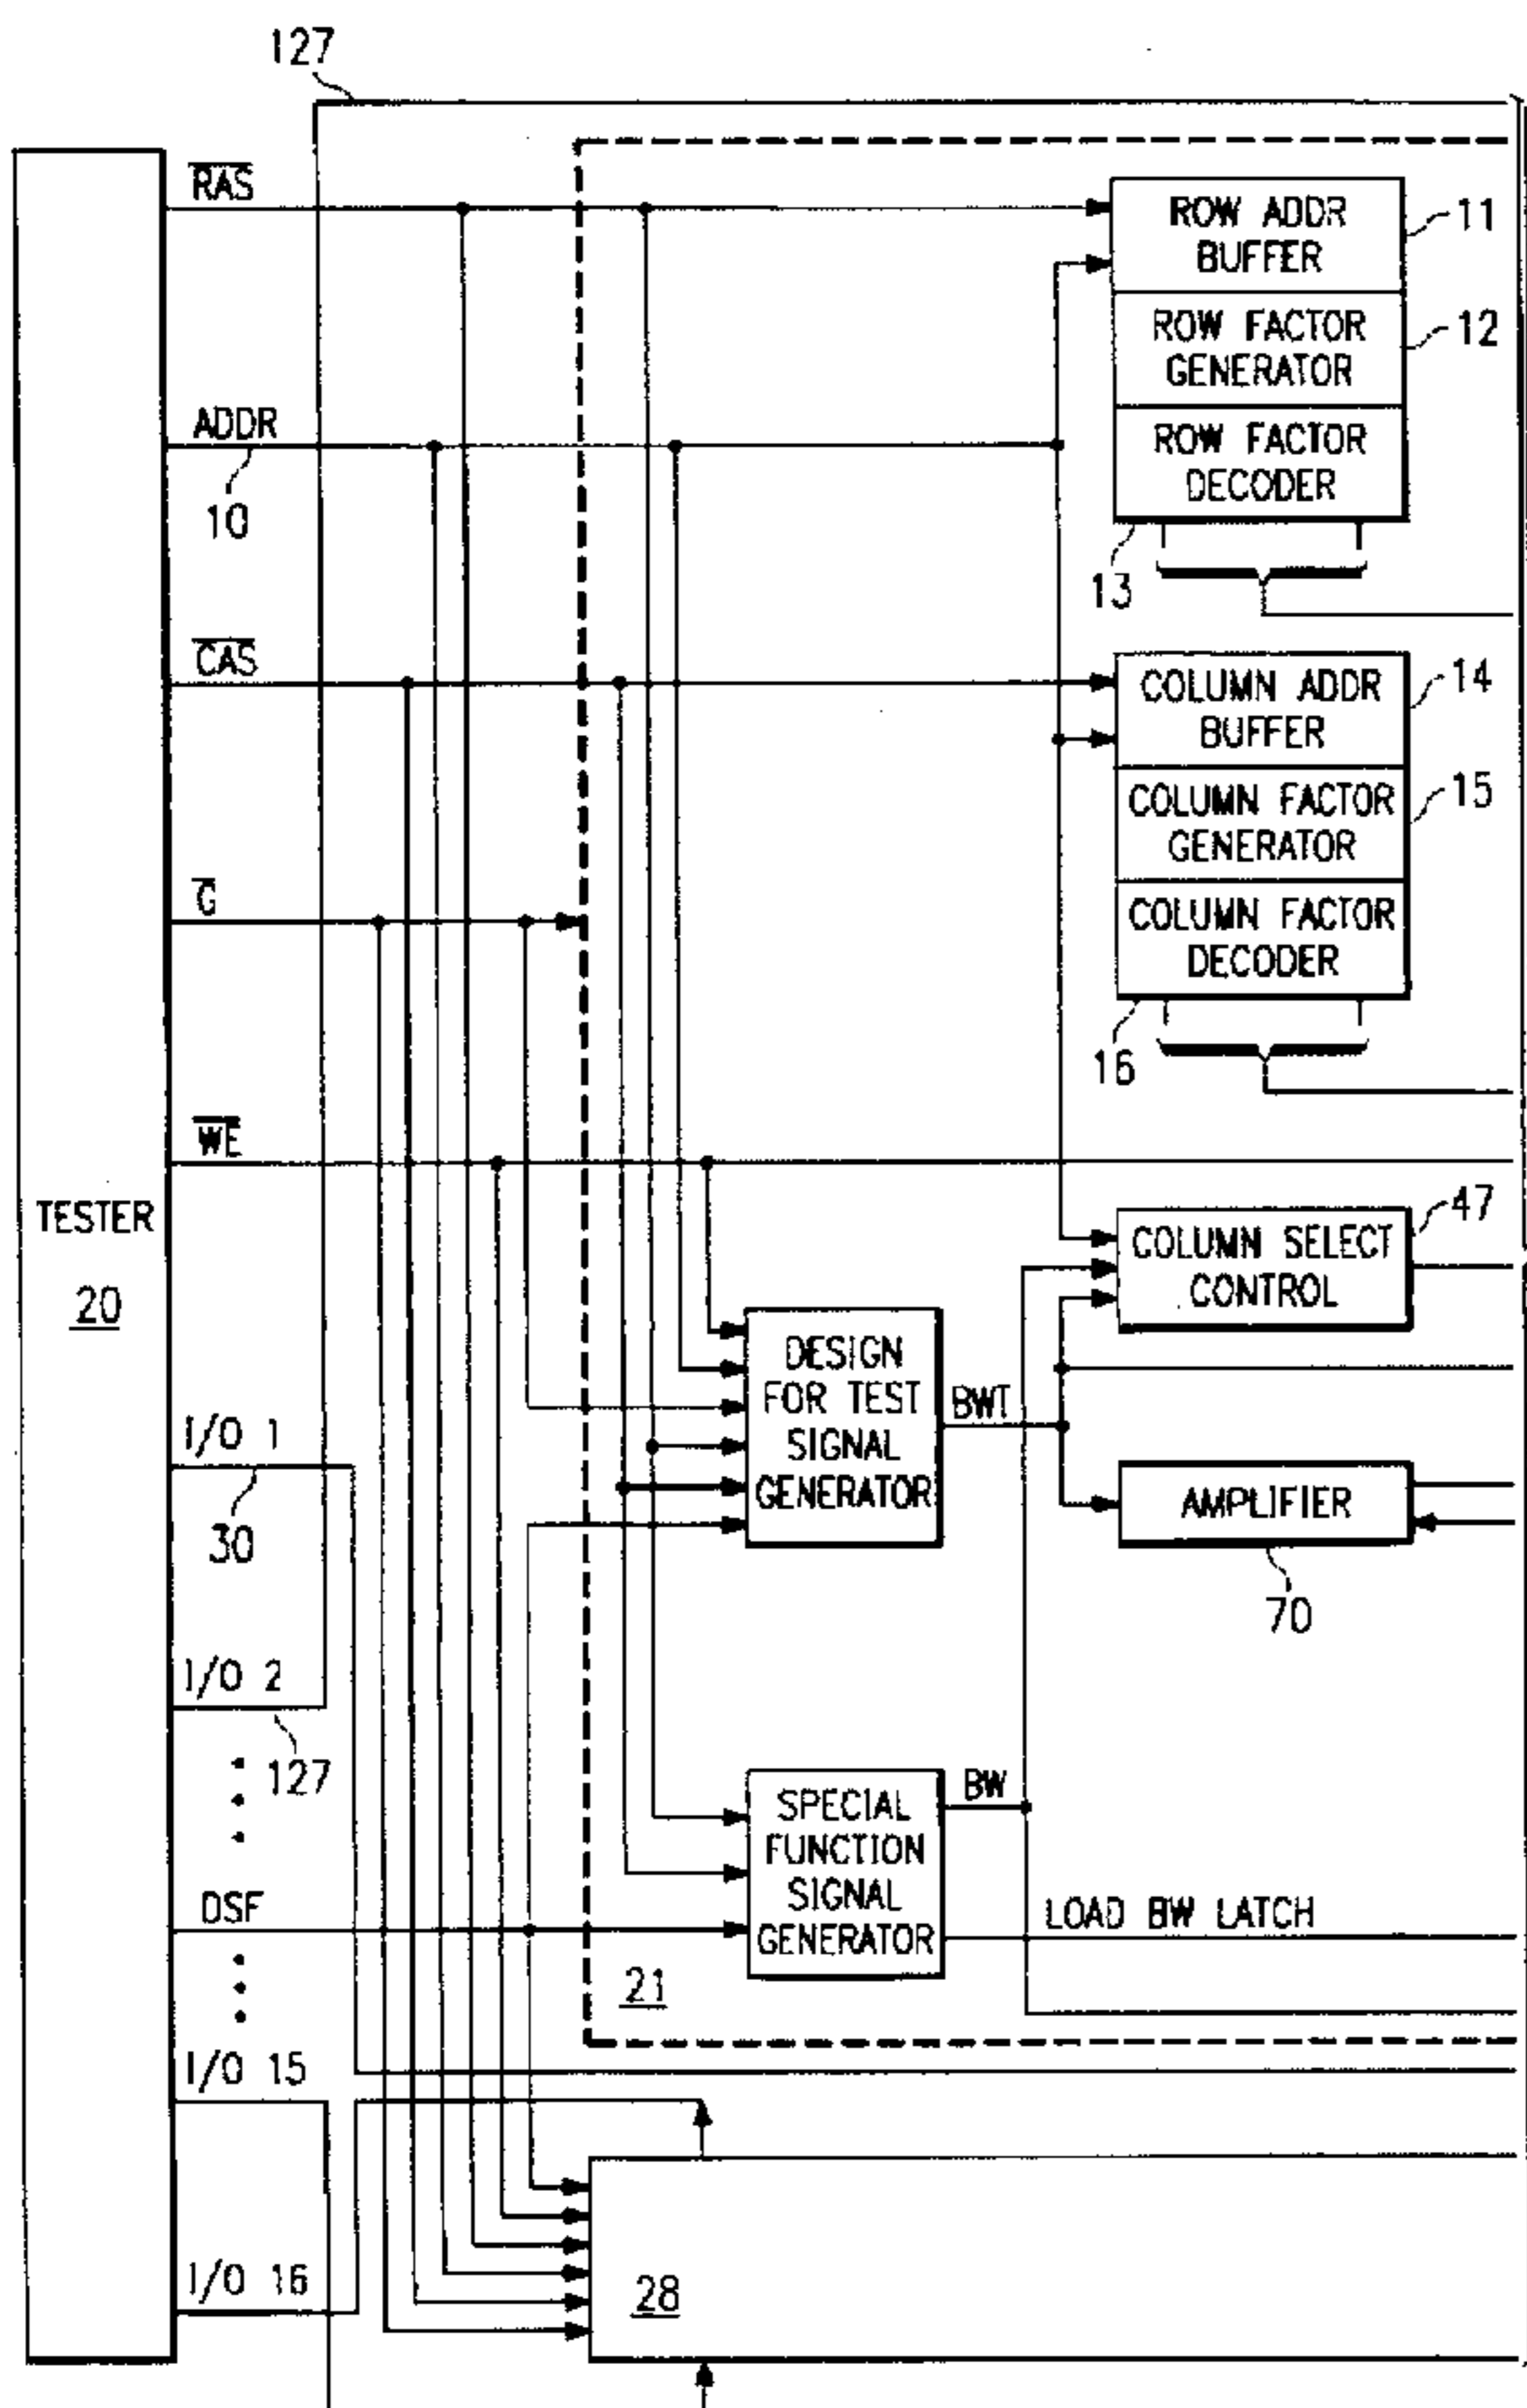 127
R̅A̅S̅
ROW ADDR
BUFFER
11
ROW FACTOR
GENERATOR
12
ADDR
10
ROW FACTOR
DECODER
13
C̅A̅S̅
COLUMN ADDR
BUFFER
14
COLUMN FACTOR
GENERATOR
15
G̅
COLUMN FACTOR
DECODER
16
W̅E̅
TESTER
20
COLUMN SELECT
CONTROL
47
DESIGN
FOR TEST
SIGNAL
GENERATOR
BWT
I/O 1
30
AMPLIFIER
70
I/O 2
127
SPECIAL
FUNCTION
SIGNAL
GENERATOR
BW
DSF
LOAD BW LATCH
21
I/O 15
I/O 16
28